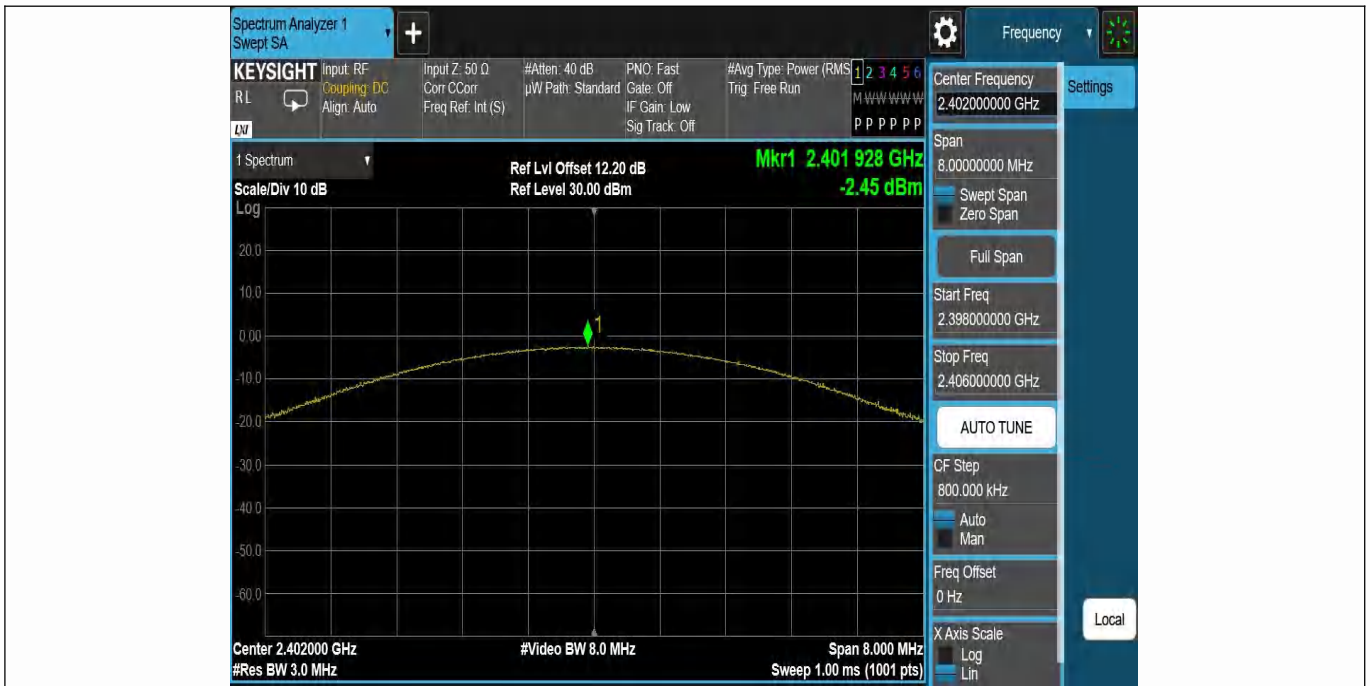 Spectrum Analyzer 1
Swept SA
+
Frequency
KEYSIGHT
RL
LXI
Input: RF
Coupling: DC
Align: Auto
Input Z: 50 Ω
Corr CCorr
Freq Ref: Int (S)
#Atten: 40 dB
µW Path: Standard
PNO: Fast
Gate: Off
IF Gain: Low
Sig Track: Off
#Avg Type: Power (RMS
Trig: Free Run
1 2 3 4 5 6
M W W W W W
P P P P P P
Center Frequency
2.402000000 GHz
Settings
Span
8.00000000 MHz
Swept Span
Zero Span
Full Span
Start Freq
2.398000000 GHz
Stop Freq
2.406000000 GHz
AUTO TUNE
CF Step
800.000 kHz
Auto
Man
Freq Offset
0 Hz
X Axis Scale
Log
Lin
Local
1 Spectrum
Ref Lvl Offset 12.20 dB
Mkr1 2.401 928 GHz
Scale/Div 10 dB
Ref Level 30.00 dBm
-2.45 dBm
Log
20.0
10.0
1
0.00
-10.0
-20.0
-30.0
-40.0
-50.0
-60.0
Center 2.402000 GHz
#Video BW 8.0 MHz
Span 8.000 MHz
#Res BW 3.0 MHz
Sweep 1.00 ms (1001 pts)